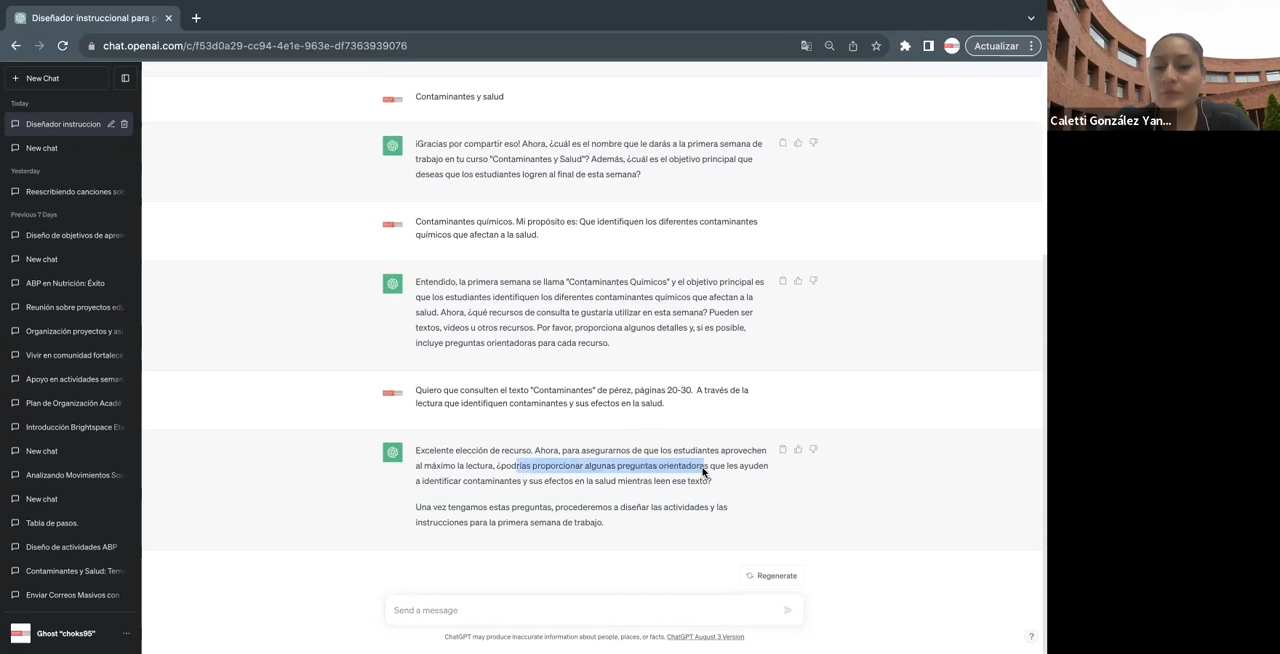 Diseñador instruccional para p
chat.openai.com/c/f53d0a29-cc94-4e1e-963e-df7363939076
Actualizar
New Chat
Today
Diseñador instruccion
New chat
Yesterday
Reescribiendo canciones sob
Previous 7 Days
Diseño de objetivos de apren
New chat
ABP en Nutrición: Éxito
Reunión sobre proyectos edu
Organización proyectos y asi
Vivir en comunidad fortalece
Apoyo en actividades seman
Plan de Organización Acadé
Introducción Brightspace Eta
New chat
Analizando Movimientos Soc
New chat
Tabla de pasos.
Diseño de actividades ABP
Contaminantes y Salud: Tem
Enviar Correos Masivos con
Ghost "choks95"
Contaminantes y salud
¡Gracias por compartir eso! Ahora, ¿cuál es el nombre que le darás a la primera semana de
trabajo en tu curso "Contaminantes y Salud"? Además, ¿cuál es el objetivo principal que
deseas que los estudiantes logren al final de esta semana?
Contaminantes químicos. Mi propósito es: Que identifiquen los diferentes contaminantes
químicos que afectan a la salud.
Entendido, la primera semana se llama "Contaminantes Químicos" y el objetivo principal es
que los estudiantes identifiquen los diferentes contaminantes químicos que afectan a la
salud. Ahora, ¿qué recursos de consulta te gustaría utilizar en esta semana? Pueden ser
textos, videos u otros recursos. Por favor, proporciona algunos detalles y, si es posible,
incluye preguntas orientadoras para cada recurso.
Quiero que consulten el texto "Contaminantes" de pérez, páginas 20-30. A través de la
lectura que identifiquen contaminantes y sus efectos en la salud.
Excelente elección de recurso. Ahora, para asegurarnos de que los estudiantes aprovechen
al máximo la lectura, ¿podrías proporcionar algunas preguntas orientadoras que les ayuden
a identificar contaminantes y sus efectos en la salud mientras leen ese texto?
Una vez tengamos estas preguntas, procederemos a diseñar las actividades y las
instrucciones para la primera semana de trabajo.
Regenerate
Send a message
ChatGPT may produce inaccurate information about people, places, or facts. ChatGPT August 3 Version
?
Caletti González Yan...